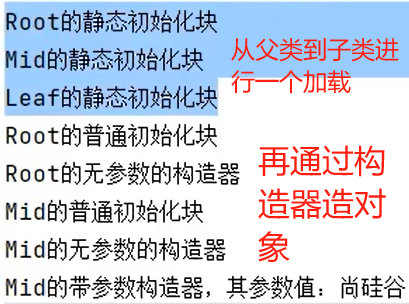 Root的静态初始化块
Mid的静态初始化块
Leaf的静态初始化块
从父类到子类进
行一个加载
Root的普通初始化块
Root的无参数的构造器
Mid的普通初始化块
Mid的无参数的构造器
Mid的带参数构造器，其参数值：尚硅谷
再通过构
造器造对
象